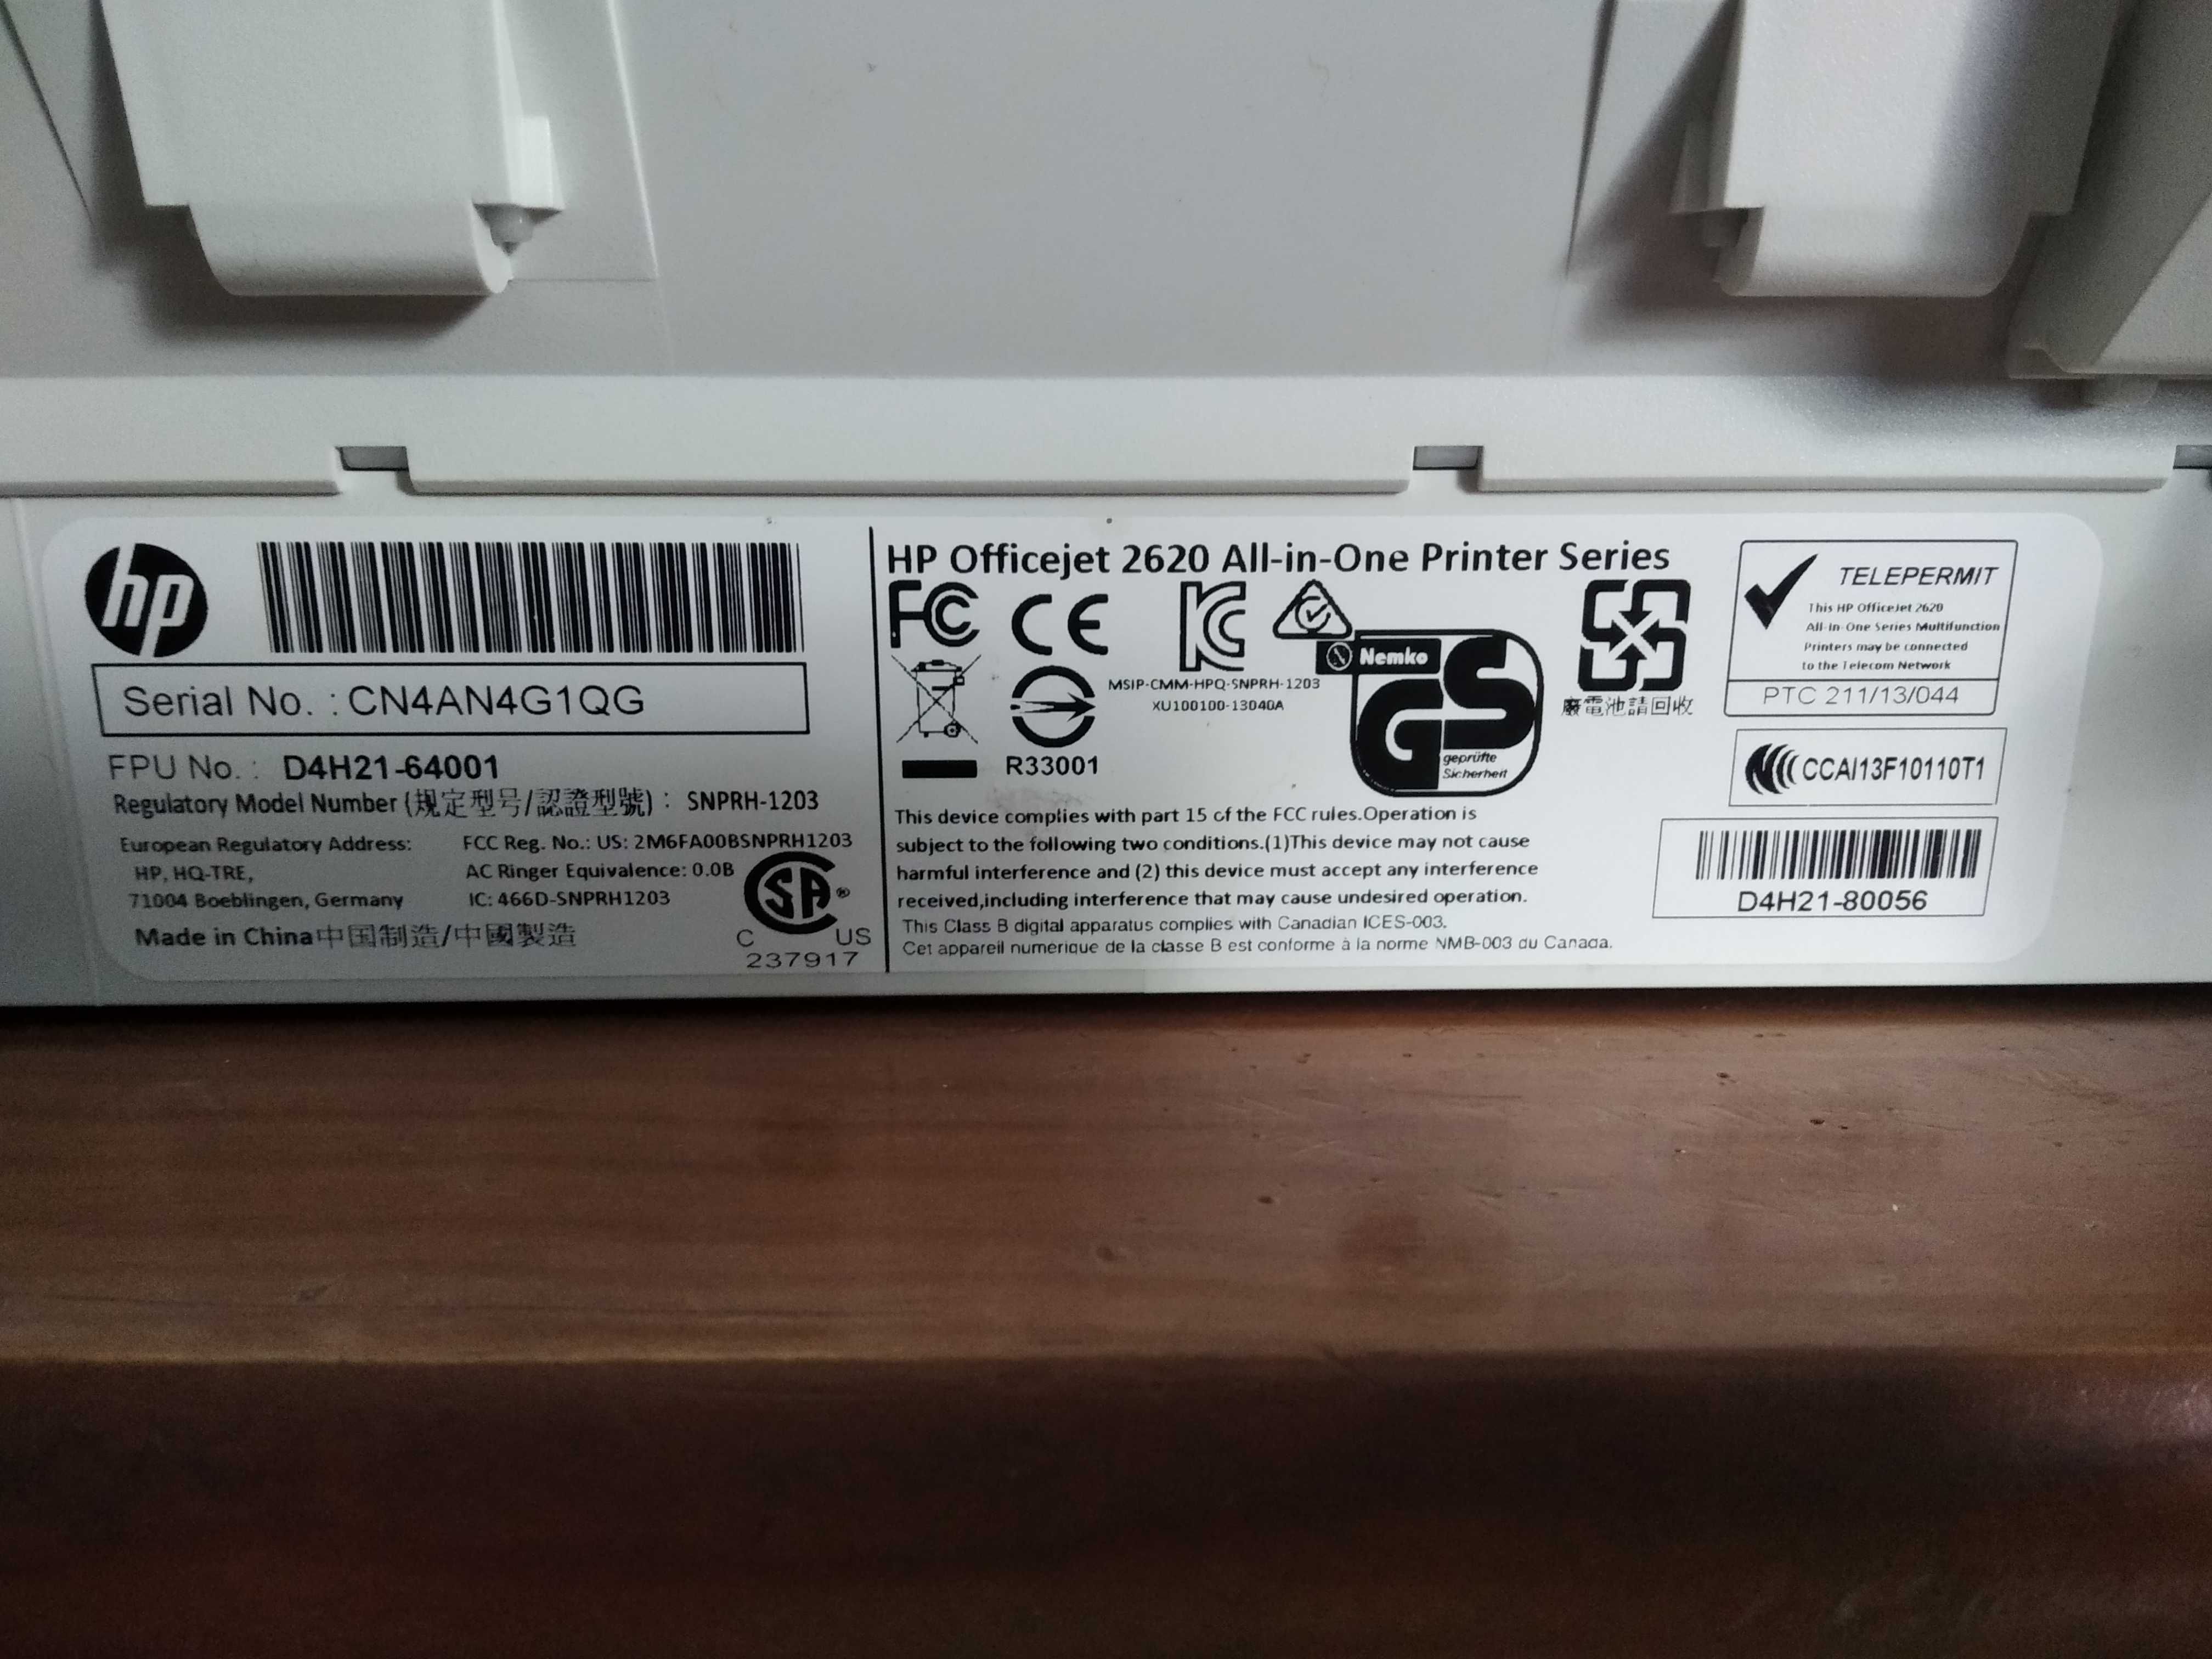 hp
Serial No. : CN4AN4G1QG
FPU No. : D4H21-64001
Regulatory Model Number (规定型号/認證型號) : SNPRH-1203
European Regulatory Address:
HP, HQ-TRE,
71004 Boeblingen, Germany
FCC Reg. No.: US: 2M6FA00BSNPRH1203
AC Ringer Equivalence: 0.0B
IC: 466D-SNPRH1203
Made in China中国制造/中國製造
SA®
C US
237917
HP Officejet 2620 All-in-One Printer Series
FC CE KC
MSIP-CMM-HPQ-SNPRH-1203
XU100100-13040A
R33001
N Nemko
GS
geprüfte
Sicherheit
廢電池請回收
This device complies with part 15 of the FCC rules.Operation is
subject to the following two conditions.(1)This device may not cause
harmful interference and (2) this device must accept any interference
received,including interference that may cause undesired operation.
This Class B digital apparatus complies with Canadian ICES-003.
Cet appareil numérique de la classe B est conforme à la norme NMB-003 du Canada.
TELEPERMIT
This HP OfficeJet 2620
All-in-One Series Multifunction
Printers may be connected
to the Telecom Network
PTC 211/13/044
CCAI13F10110T1
D4H21-80056